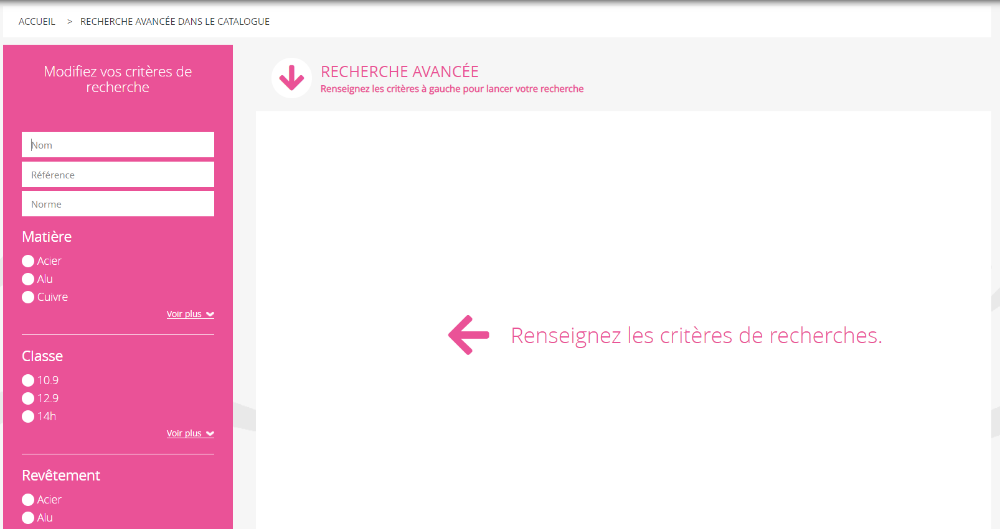 ACCUEIL > RECHERCHE AVANCÉE DANS LE CATALOGUE
Modifiez vos critères de
recherche
Nom
Référence
Norme
Matière
Acier
Alu
Cuivre
Voir plus
Classe
10.9
12.9
14h
Voir plus
Revêtement
Acier
Alu
RECHERCHE AVANCÉE
Renseignez les critères à gauche pour lancer votre recherche
Renseignez les critères de recherches.